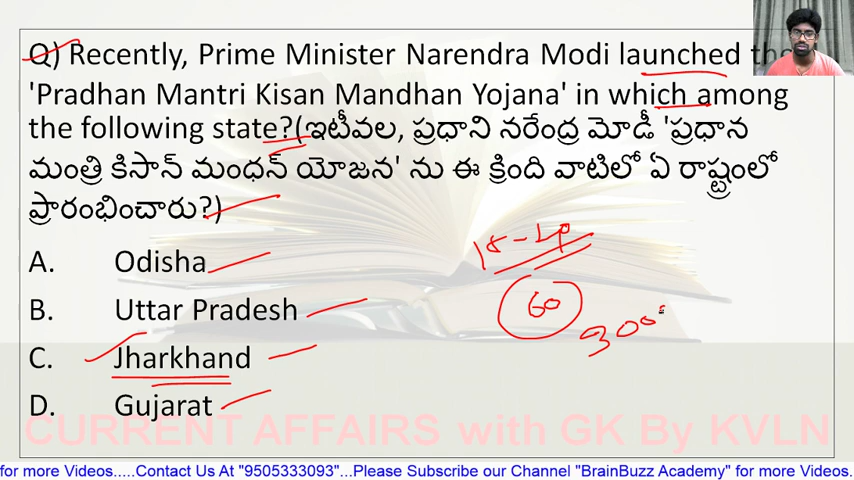 Q) Recently, Prime Minister Narendra Modi launched the
'Pradhan Mantri Kisan Mandhan Yojana' in which among
the following state?(ఇటీవల, ప్రధాని నరేంద్ర మోడీ 'ప్రధాన
మంత్రి కిసాన్ మంధన్ యోజన' ను ఈ క్రింది వాటిలో ఏ రాష్ట్రంలో
ప్రారంభించారు?)
A. Odisha
18-40
B. Uttar Pradesh
60
3000
C. Jharkhand
D. Gujarat
CURRENT AFFAIRS with GK By KVLN
for more Videos.....Contact Us At "9505333093"...Please Subscribe our Channel "BrainBuzz Academy" for more Videos.